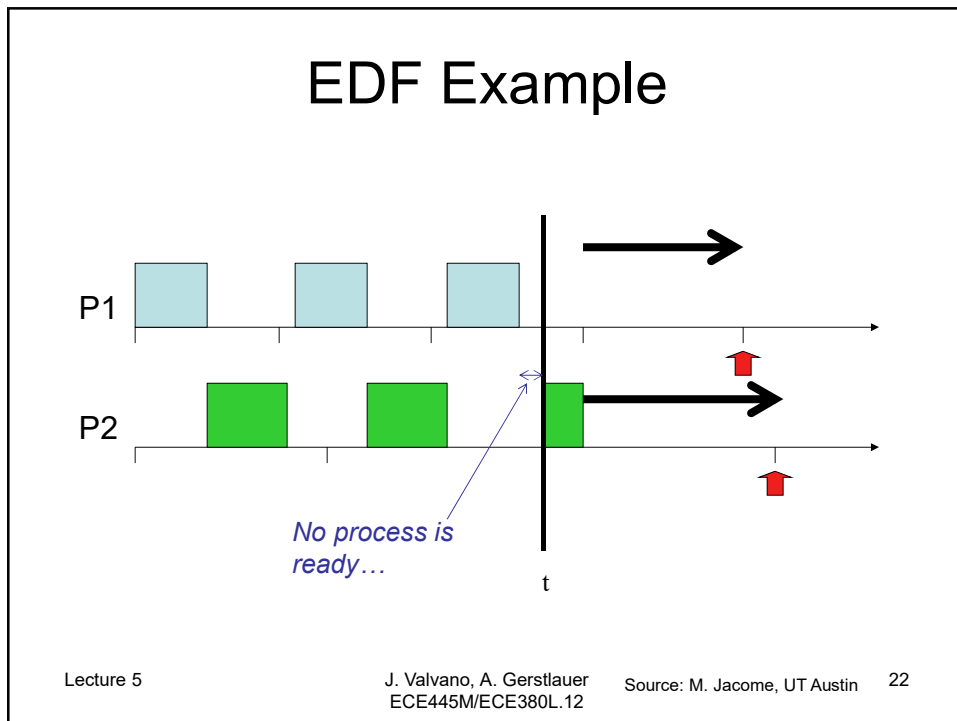 EDF Example
P1
P2
No process is
ready…
t
Lecture 5
J. Valvano, A. Gerstlauer
ECE445M/ECE380L.12
Source: M. Jacome, UT Austin
22